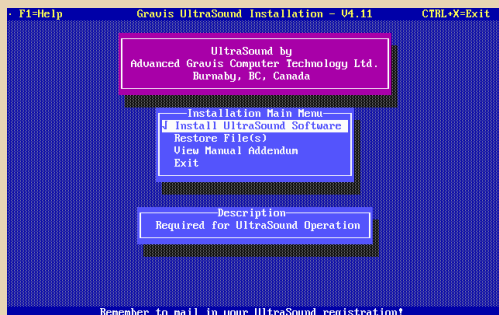 · F1=Help Gravis UltraSound Installation - V4.11 CTRL+X=Exit
UltraSound by
Advanced Gravis Computer Technology Ltd.
Burnaby, BC, Canada
Installation Main Menu
√ Install UltraSound Software
Restore File(s)
View Manual Addendum
Exit
Description
Required for UltraSound Operation
Remember to mail in your UltraSound registration!